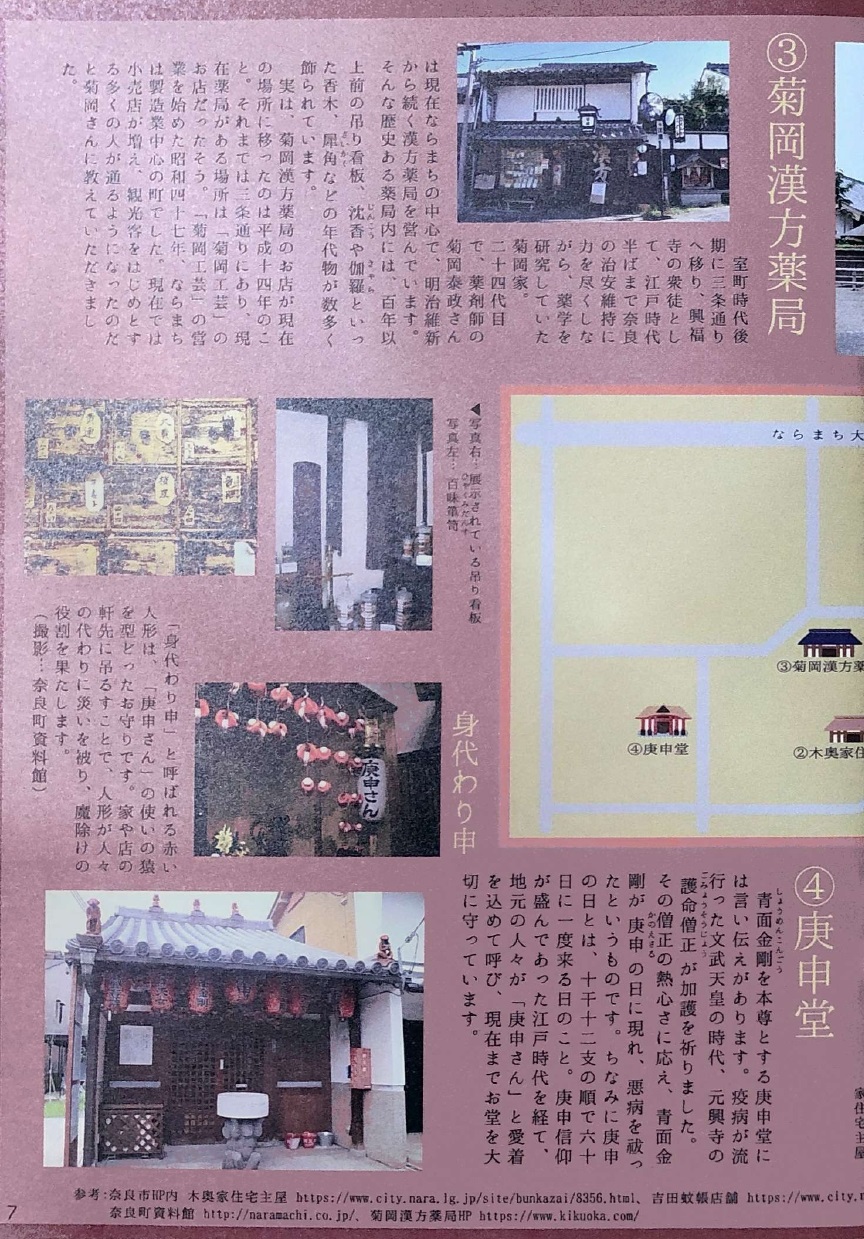 ③菊岡漢方薬局
室町時代後
期に三条通り
へ移り、興福
寺の衆徒とし
て、江戸時代
半ばまで奈良
の治安維持に
力を尽くしな
がら、薬学を
研究していた
菊岡家。
二十四代目
で、薬剤師の
菊岡泰政さん
は現在ならまちの中心で、明治維新
から続く漢方薬局を営んでいます。
そんな歴史ある薬局内には、百年以
上前の吊り看板、沈香や伽羅といっ
た香木、犀角などの年代物が数多く
飾られています。
実は、菊岡漢方薬局のお店が現在
の場所に移ったのは平成十四年のこ
と。それまでは三条通りにあり、現
在薬局がある場所は「菊岡工芸」の
お店だったそう。「菊岡工芸」の営
業を始めた昭和四十七年、ならまち
は製造業中心の町でした。現在では
小売店が増え、観光客をはじめとす
る多くの人が通るようになったのだ
と菊岡さんに教えていただきまし
た。
◀写真右…展示されている吊り看板
写真左…百味箪笥
ひゃくみだんす
ならまち大
③菊岡漢方薬
④庚申堂
②木奥家住
身代わり申
庚申さん
「身代わり申」と呼ばれる赤い
人形は、「庚申さん」の使いの猿
を型どったお守りです。家や店の
軒先に吊るすことで、人形が人々
の代わりに災いを被り、魔除けの
役割を果たします。
(撮影…奈良町資料館)
④庚申堂
しょうめんこんごう
青面金剛を本尊とする庚申堂に
は言い伝えがあります。疫病が流
行った文武天皇の時代、元興寺の
ごみょうそうじょう
護命僧正が加護を祈りました。
その僧正の熱心さに応え、青面金
かのえさる
剛が庚申の日に現れ、悪病を祓っ
たというものです。ちなみに庚申
の日とは、十干十二支の順で六十
日に一度来る日のこと。庚申信仰
が盛んであった江戸時代を経て、
地元の人々が「庚申さん」と愛着
を込めて呼び、現在までお堂を大
切に守っています。
家住宅主屋
参考:奈良市HP内 木奥家住宅主屋 https://www.city.nara.lg.jp/site/bunkazai/8356.html、吉田蚊帳店舗 https://www.city.n
奈良町資料館 http://naramachi.co.jp/、菊岡漢方薬局HP https://www.kikuoka.com/
7